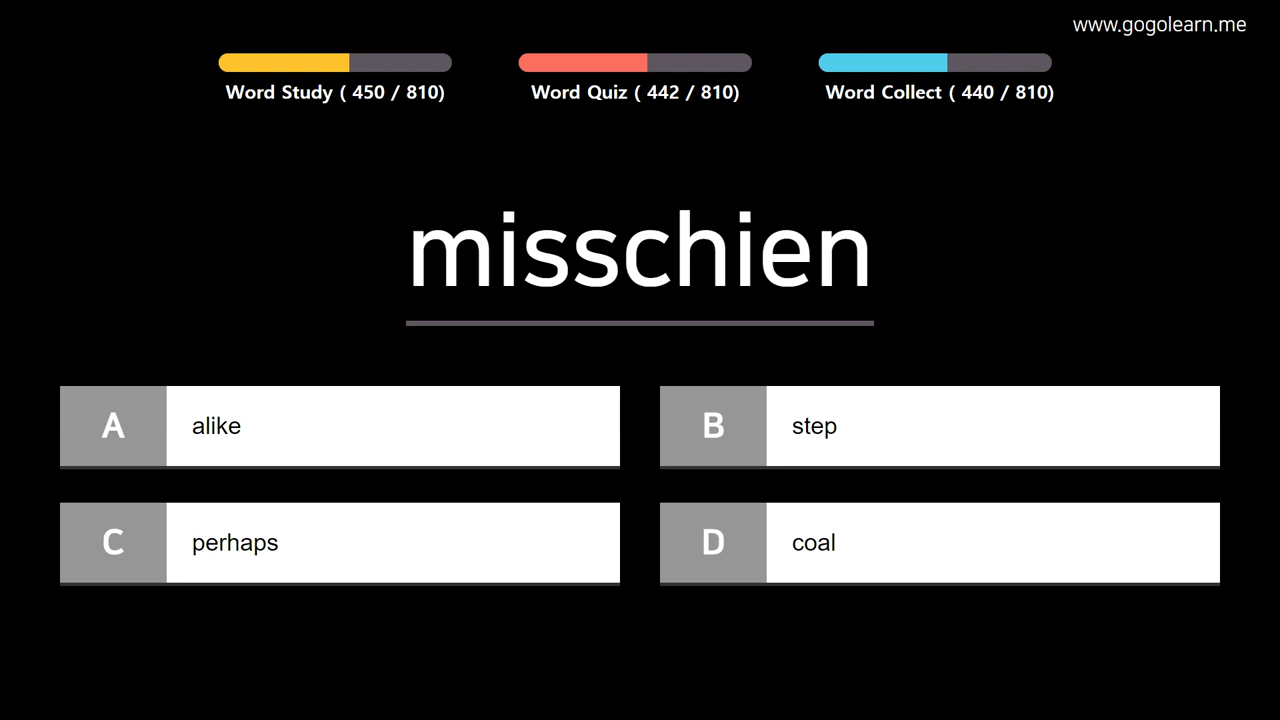 www.gogolearn.me
Word Study ( 450 / 810)
Word Quiz ( 442 / 810)
Word Collect ( 440 / 810)
misschien
A alike
B step
C perhaps
D coal